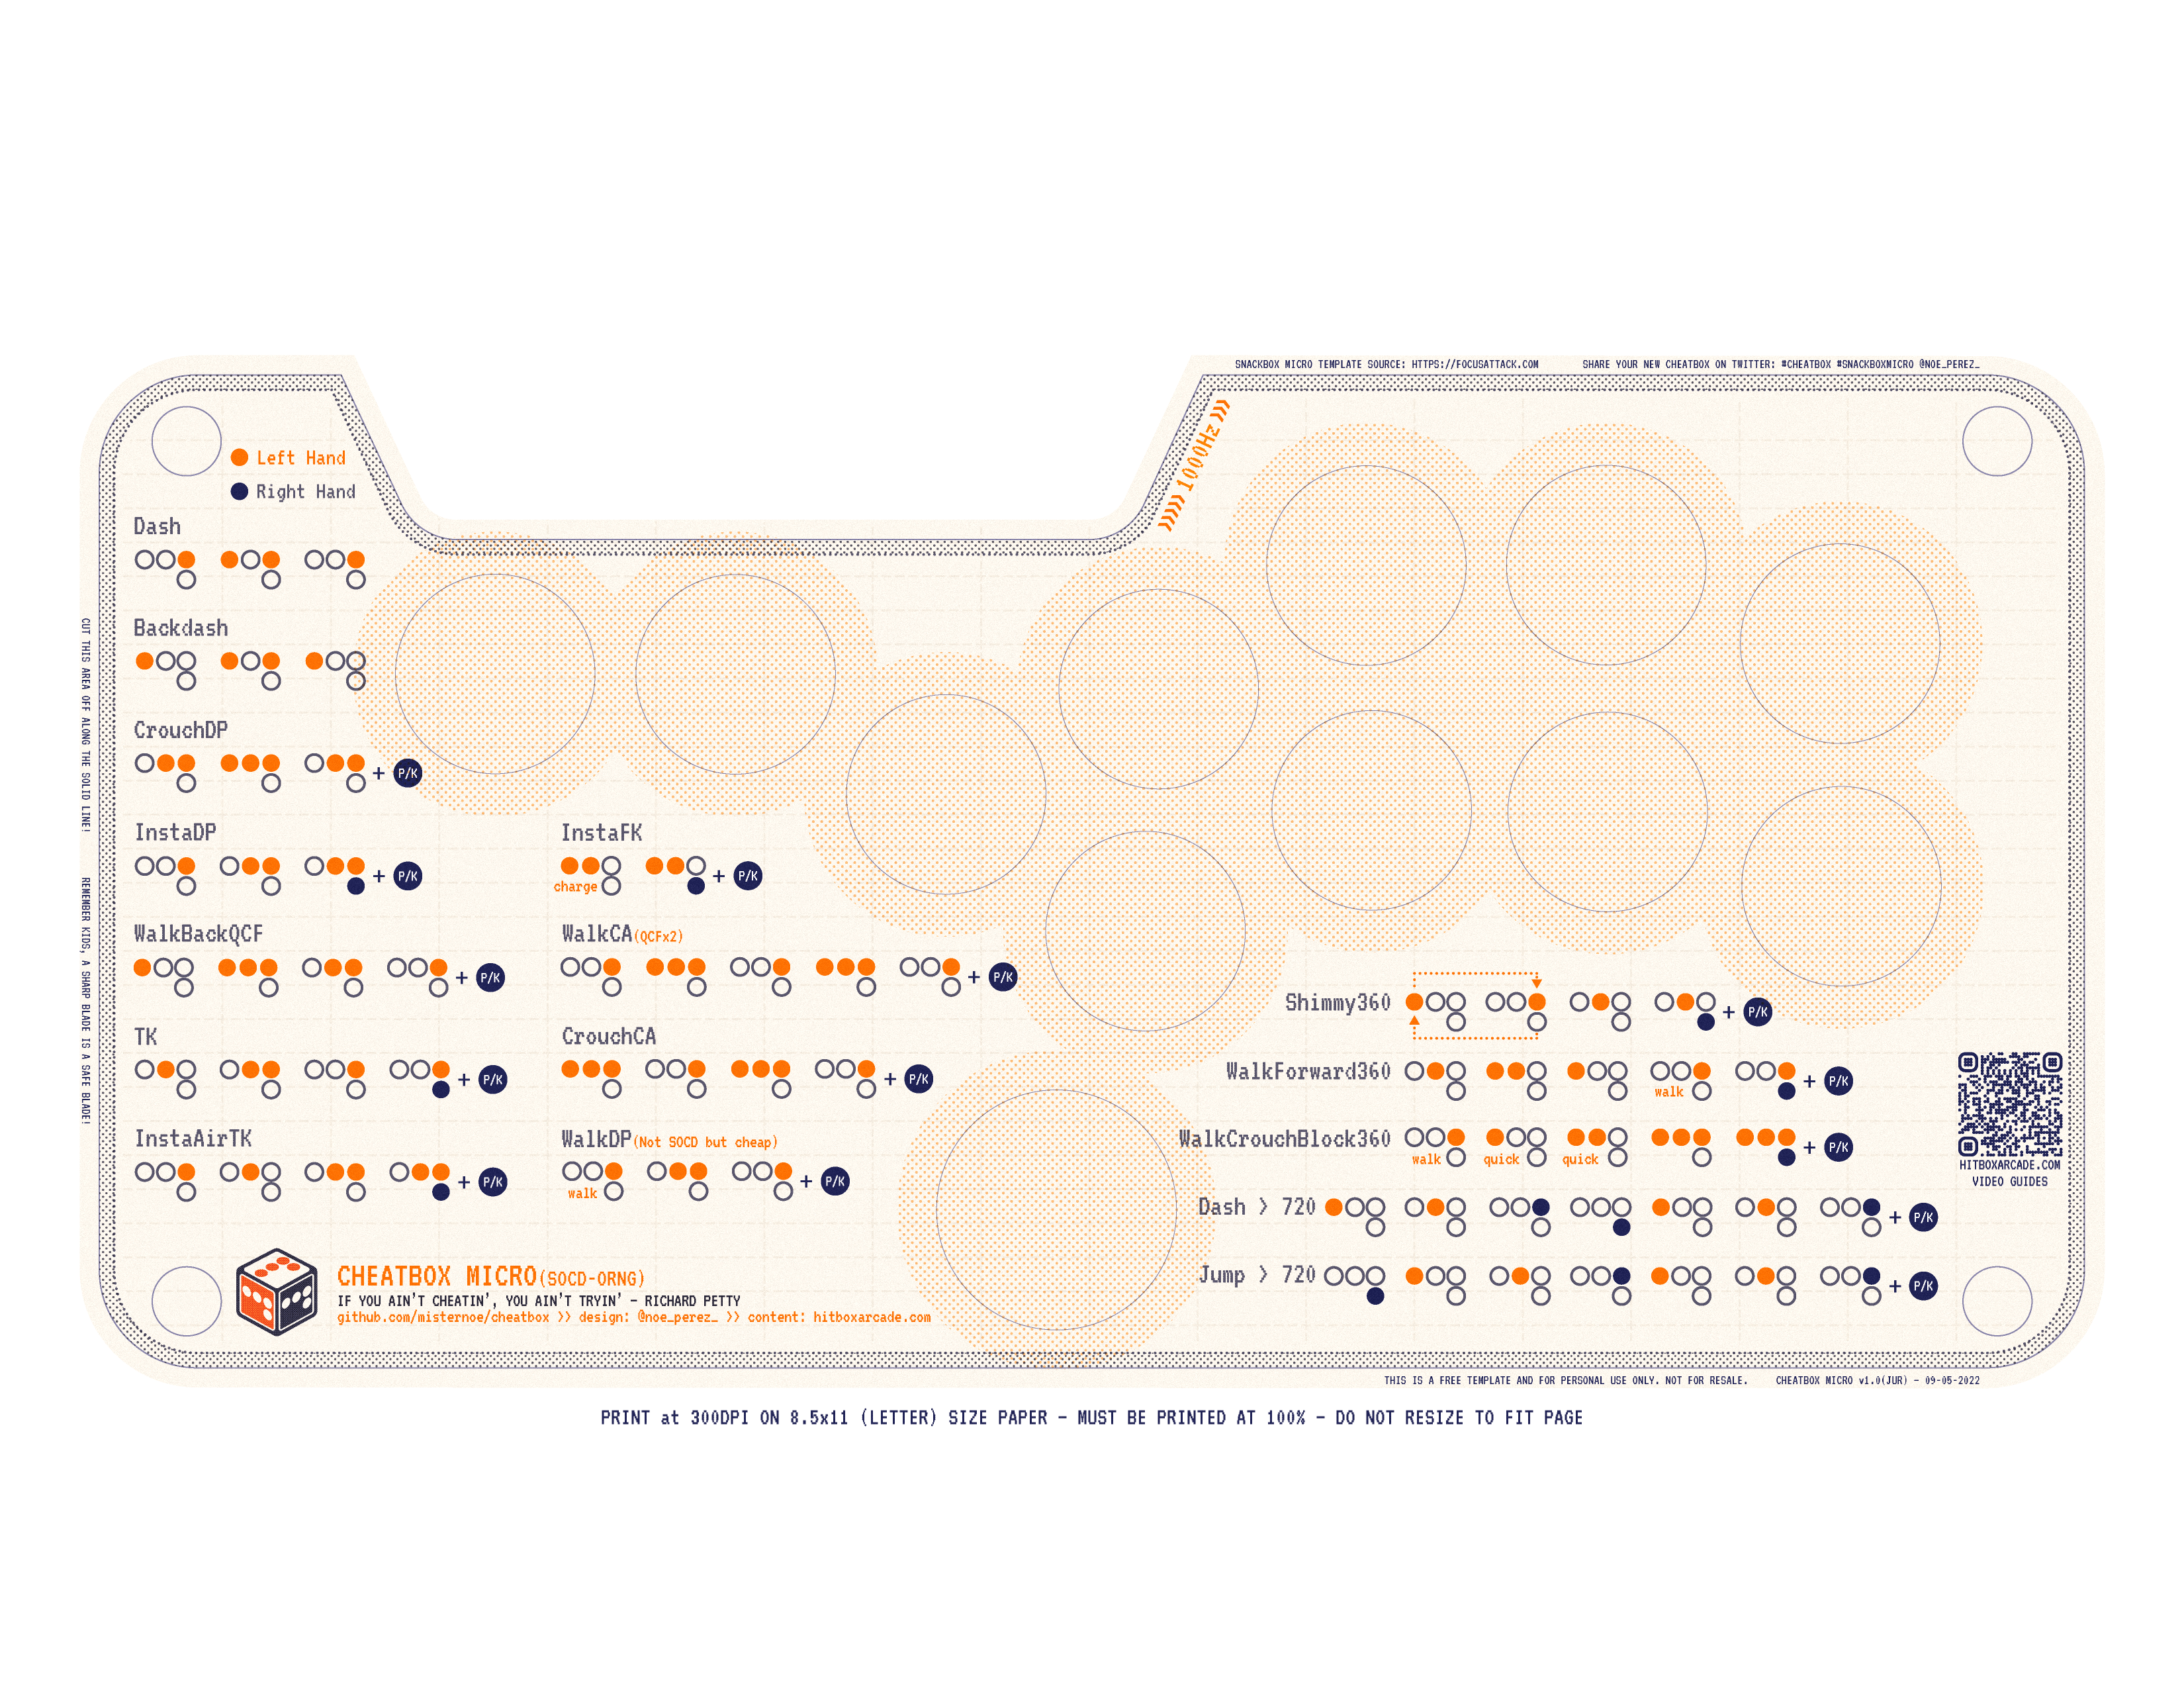 SNACKBOX MICRO TEMPLATE SOURCE: HTTPS://FOCUSATTACK.COM
SHARE YOUR NEW CHEATBOX ON TWITTER: #CHEATBOX #SNACKBOXMICRO @NOE_PEREZ_
››››› 1000Hz ›››
Left Hand
Right Hand
Dash
Backdash
CrouchDP
+ P/K
InstaDP
+ P/K
InstaFK
charge
+ P/K
WalkBackQCF
+ P/K
WalkCA(QCFx2)
+ P/K
TK
+ P/K
CrouchCA
+ P/K
InstaAirTK
+ P/K
WalkDP(Not SOCD but cheap)
walk
+ P/K
Shimmy360
+ P/K
WalkForward360
walk
+ P/K
WalkCrouchBlock360
walk quick quick
+ P/K
Dash > 720
+ P/K
Jump > 720
+ P/K
HITBOXARCADE.COM
VIDEO GUIDES
CHEATBOX MICRO(SOCD-ORNG)
IF YOU AIN'T CHEATIN', YOU AIN'T TRYIN' - RICHARD PETTY
github.com/misternoe/cheatbox >> design: @noe_perez_ >> content: hitboxarcade.com
CUT THIS AREA OFF ALONG THE SOLID LINE!
REMEMBER KIDS, A SHARP BLADE IS A SAFE BLADE!
THIS IS A FREE TEMPLATE AND FOR PERSONAL USE ONLY. NOT FOR RESALE.
CHEATBOX MICRO v1.0(JUR) - 09-05-2022
PRINT at 300DPI ON 8.5x11 (LETTER) SIZE PAPER - MUST BE PRINTED AT 100% - DO NOT RESIZE TO FIT PAGE